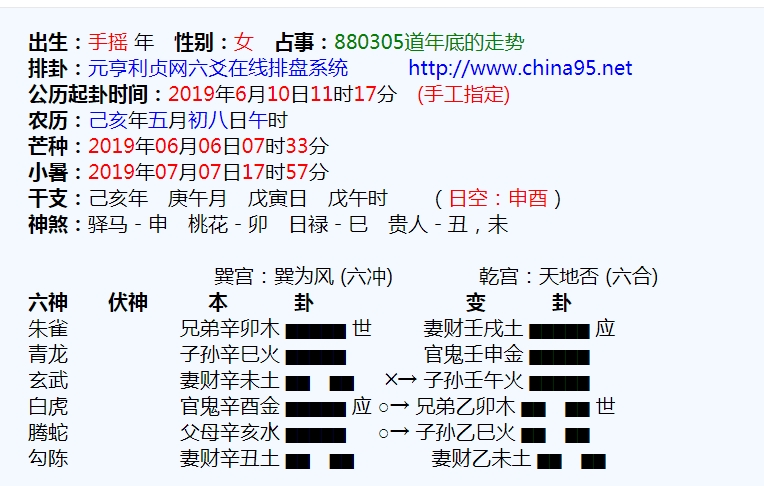 出生：手摇 年 性别：女 占事：880305道年底的走势
排卦：元亨利贞网六爻在线排盘系统 http://www.china95.net
公历起卦时间：2019年6月10日11时17分 (手工指定)
农历：己亥年五月初八日午时
芒种：2019年06月06日07时33分
小暑：2019年07月07日17时57分
干支：己亥年 庚午月 戊寅日 戊午时 （日空：申酉）
神煞：驿马－申 桃花－卯 日禄－巳 贵人－丑，未
巽宫：巽为风 (六冲) 乾宫：天地否 (六合)
六神 伏神 本 卦 变 卦
朱雀 兄弟辛卯木 世 妻财壬戌土 应
青龙 子孙辛巳火 官鬼壬申金
玄武 妻财辛未土 ×→ 子孙壬午火
白虎 官鬼辛酉金 应 ○→ 兄弟乙卯木 世
腾蛇 父母辛亥水 ○→ 子孙乙巳火
勾陈 妻财辛丑土 妻财乙未土